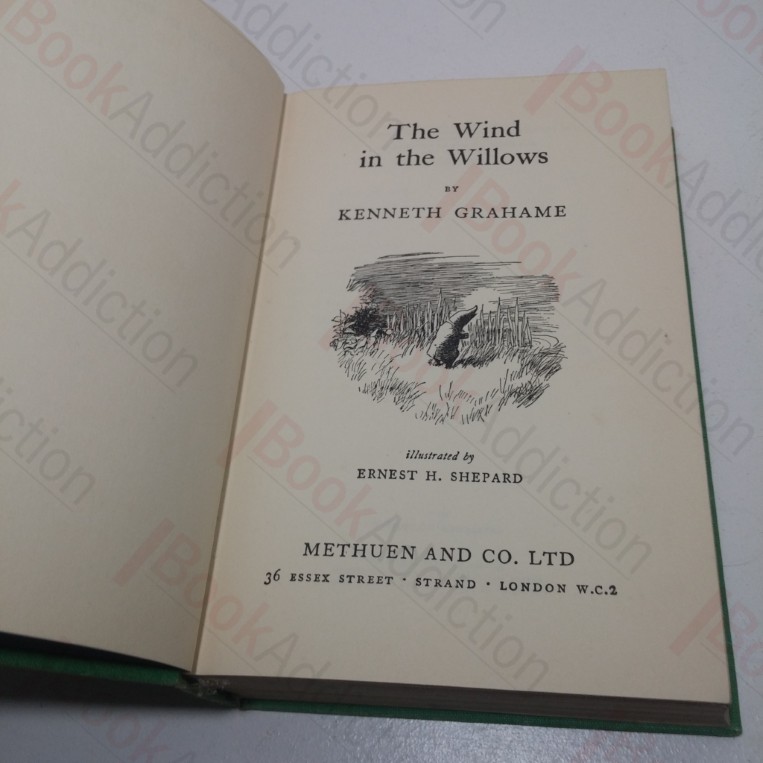 The Wind
in the Willows
BY
KENNETH GRAHAME
illustrated by
ERNEST H. SHEPARD
METHUEN AND CO. LTD
36 ESSEX STREET · STRAND · LONDON W.C.2
BookAddiction